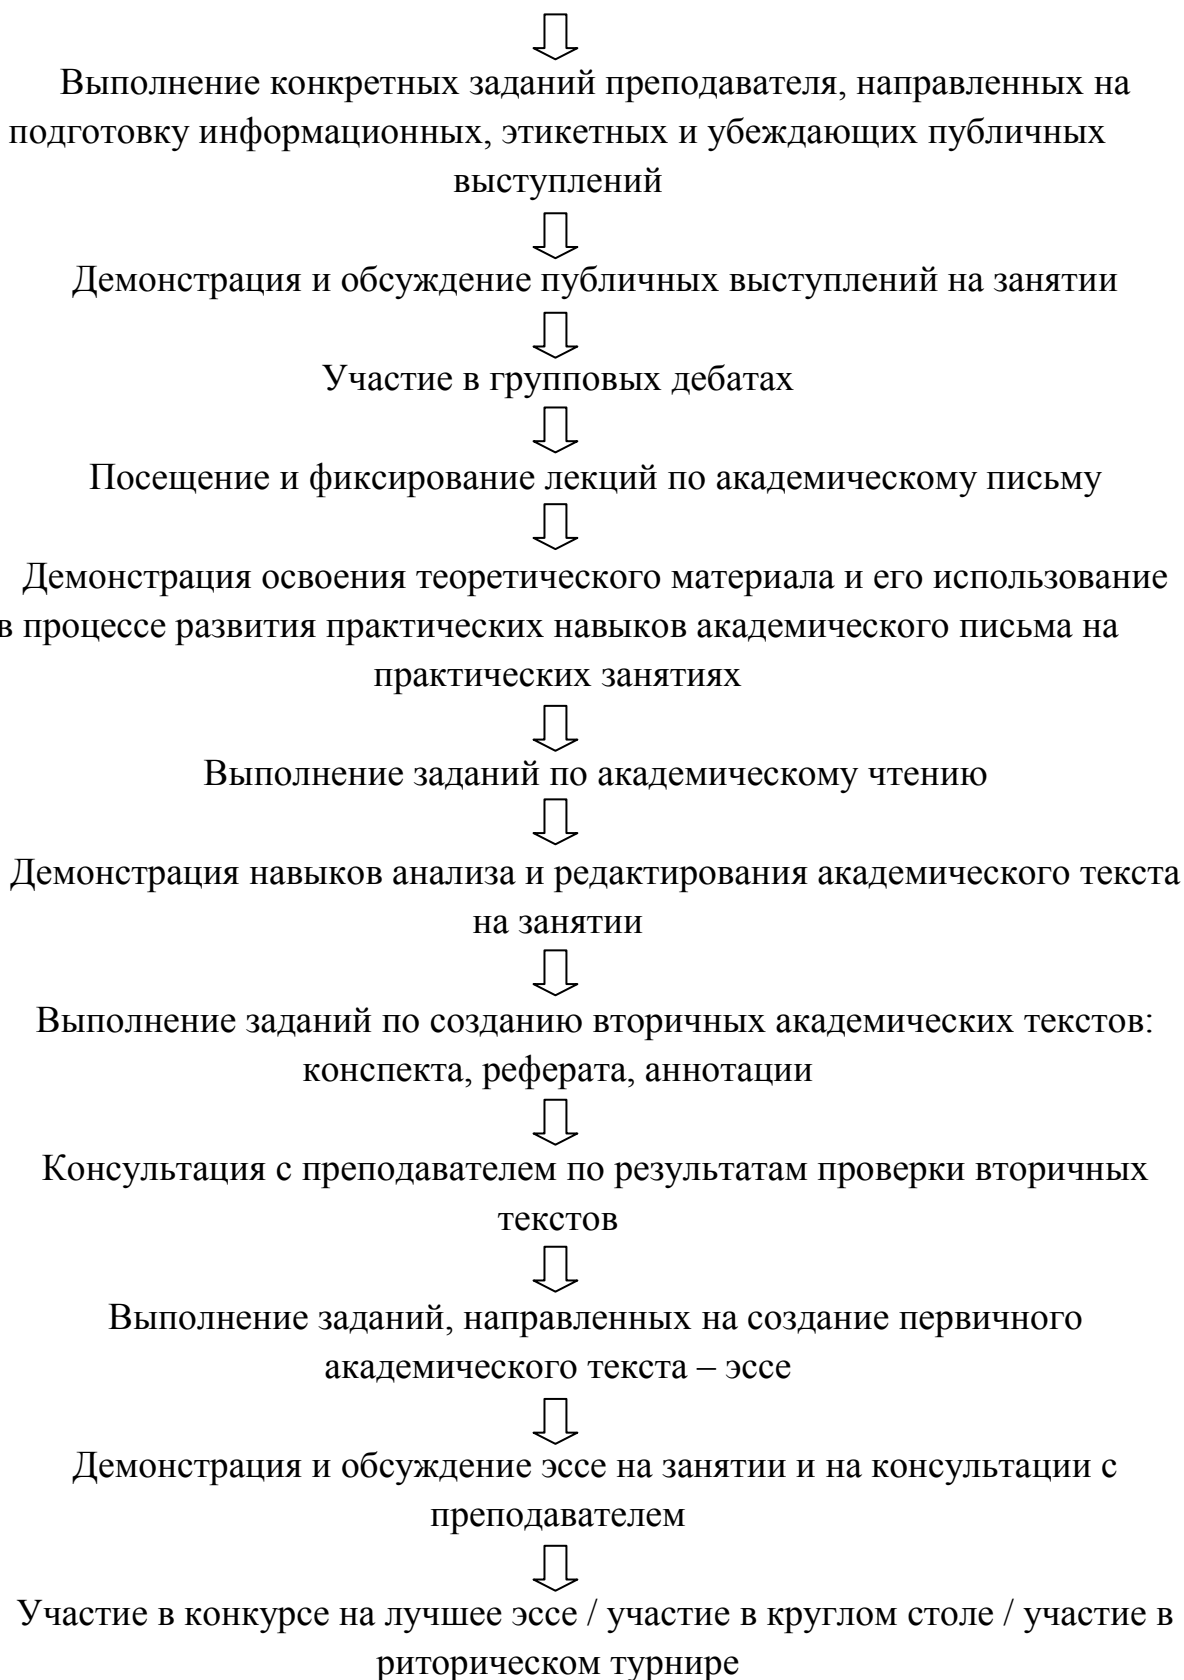 Выполнение конкретных заданий преподавателя, направленных на
подготовку информационных, этикетных и убеждающих публичных
выступлений
Демонстрация и обсуждение публичных выступлений на занятии
Участие в групповых дебатах
Посещение и фиксирование лекций по академическому письму
Демонстрация освоения теоретического материала и его использование
в процессе развития практических навыков академического письма на
практических занятиях
Выполнение заданий по академическому чтению
Демонстрация навыков анализа и редактирования академического текста
на занятии
Выполнение заданий по созданию вторичных академических текстов:
конспекта, реферата, аннотации
Консультация с преподавателем по результатам проверки вторичных
текстов
Выполнение заданий, направленных на создание первичного
академического текста – эссе
Демонстрация и обсуждение эссе на занятии и на консультации с
преподавателем
Участие в конкурсе на лучшее эссе / участие в круглом столе / участие в
риторическом турнире